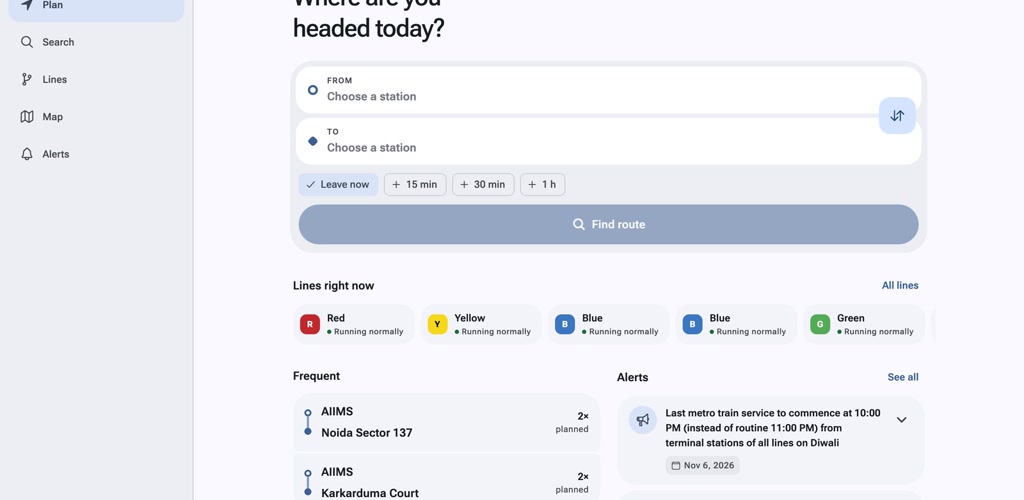 Plan
Search
Lines
Map
Alerts
Where are you
headed today?
FROM
Choose a station
TO
Choose a station
Leave now
15 min
30 min
1 h
Find route
Lines right now
All lines
R
Red
Running normally
Y
Yellow
Running normally
B
Blue
Running normally
B
Blue
Running normally
G
Green
Running normally
Frequent
AIIMS
Noida Sector 137
2×
planned
AIIMS
Karkarduma Court
2×
planned
Alerts
See all
Last metro train service to commence at 10:00
PM (instead of routine 11:00 PM) from
terminal stations of all lines on Diwali
Nov 6, 2026